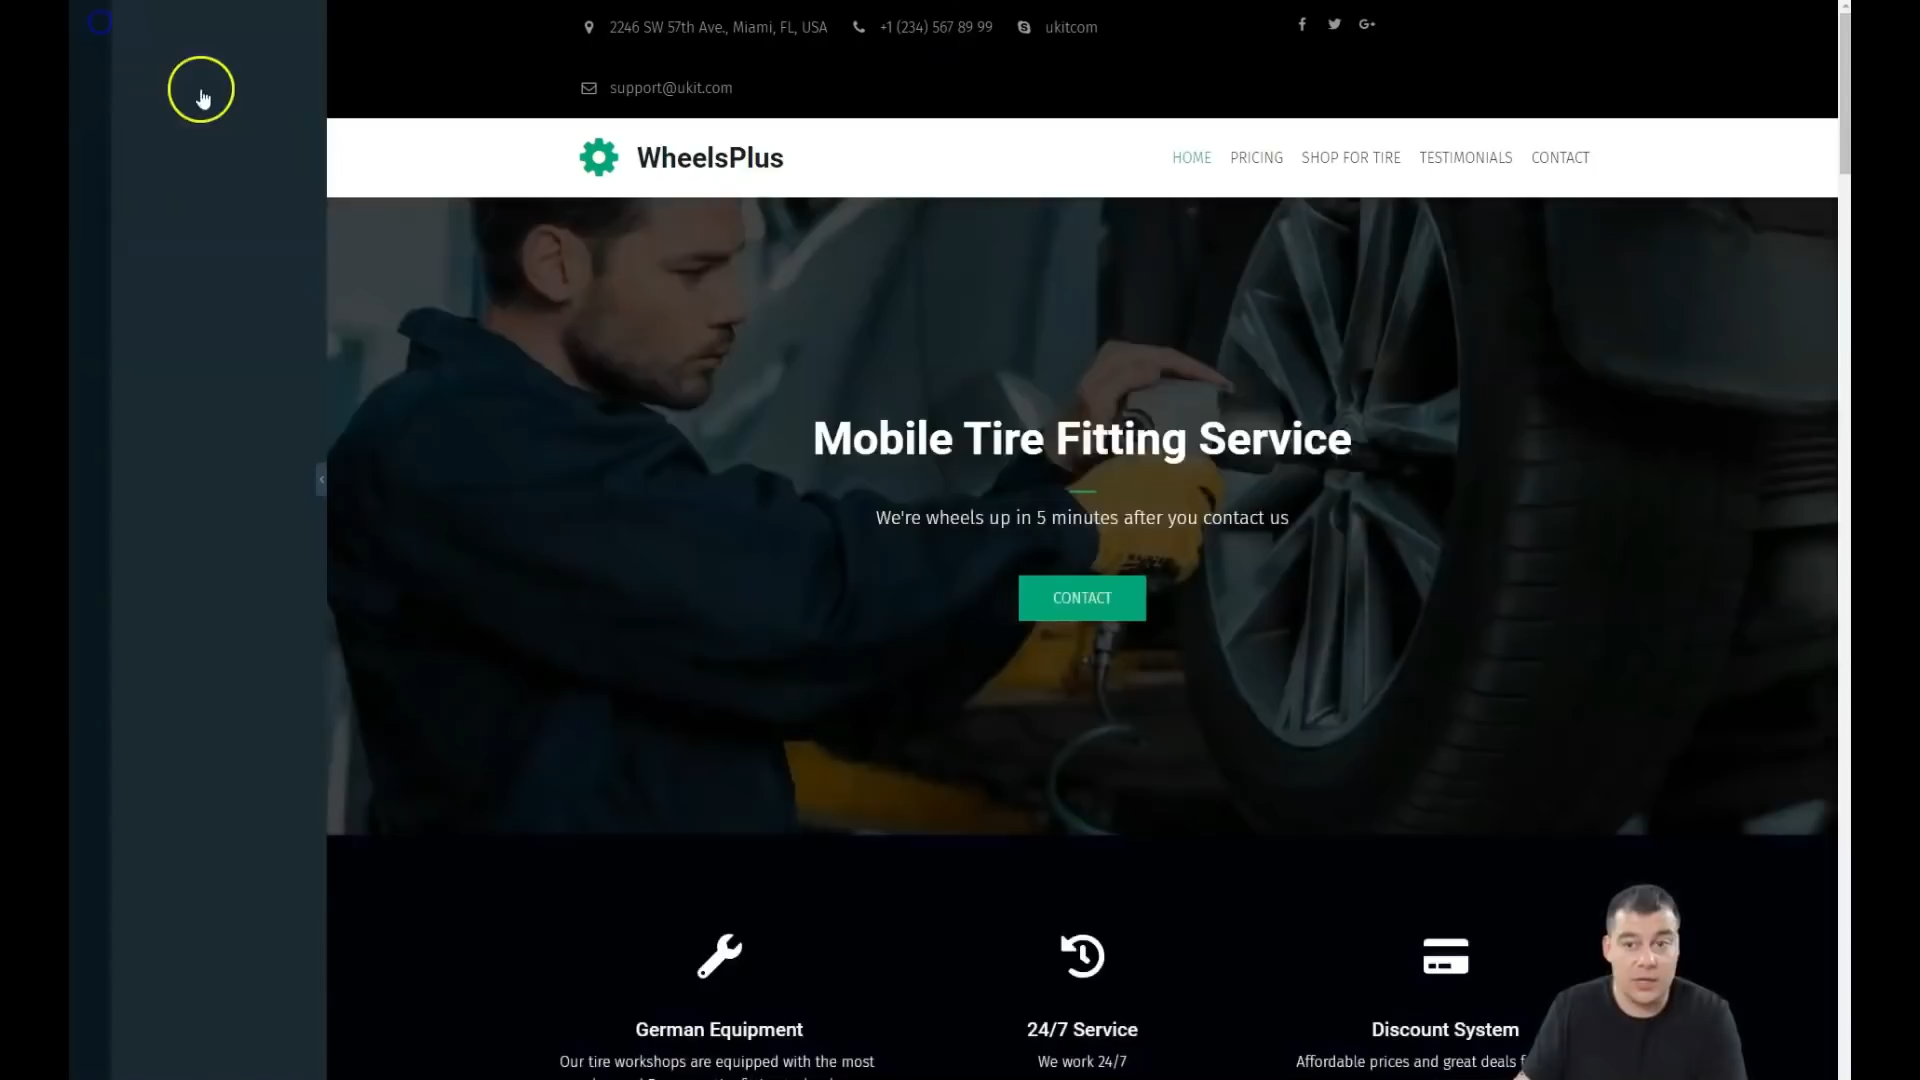 2246 SW 57th Ave., Miami, FL, USA
+1 (234) 567 89 99
ukitcom
support@ukit.com
WheelsPlus
HOME
PRICING
SHOP FOR TIRE
TESTIMONIALS
CONTACT
Mobile Tire Fitting Service
We're wheels up in 5 minutes after you contact us
CONTACT
German Equipment
24/7 Service
Discount System
Our tire workshops are equipped with the most
We work 24/7
Affordable prices and great deals